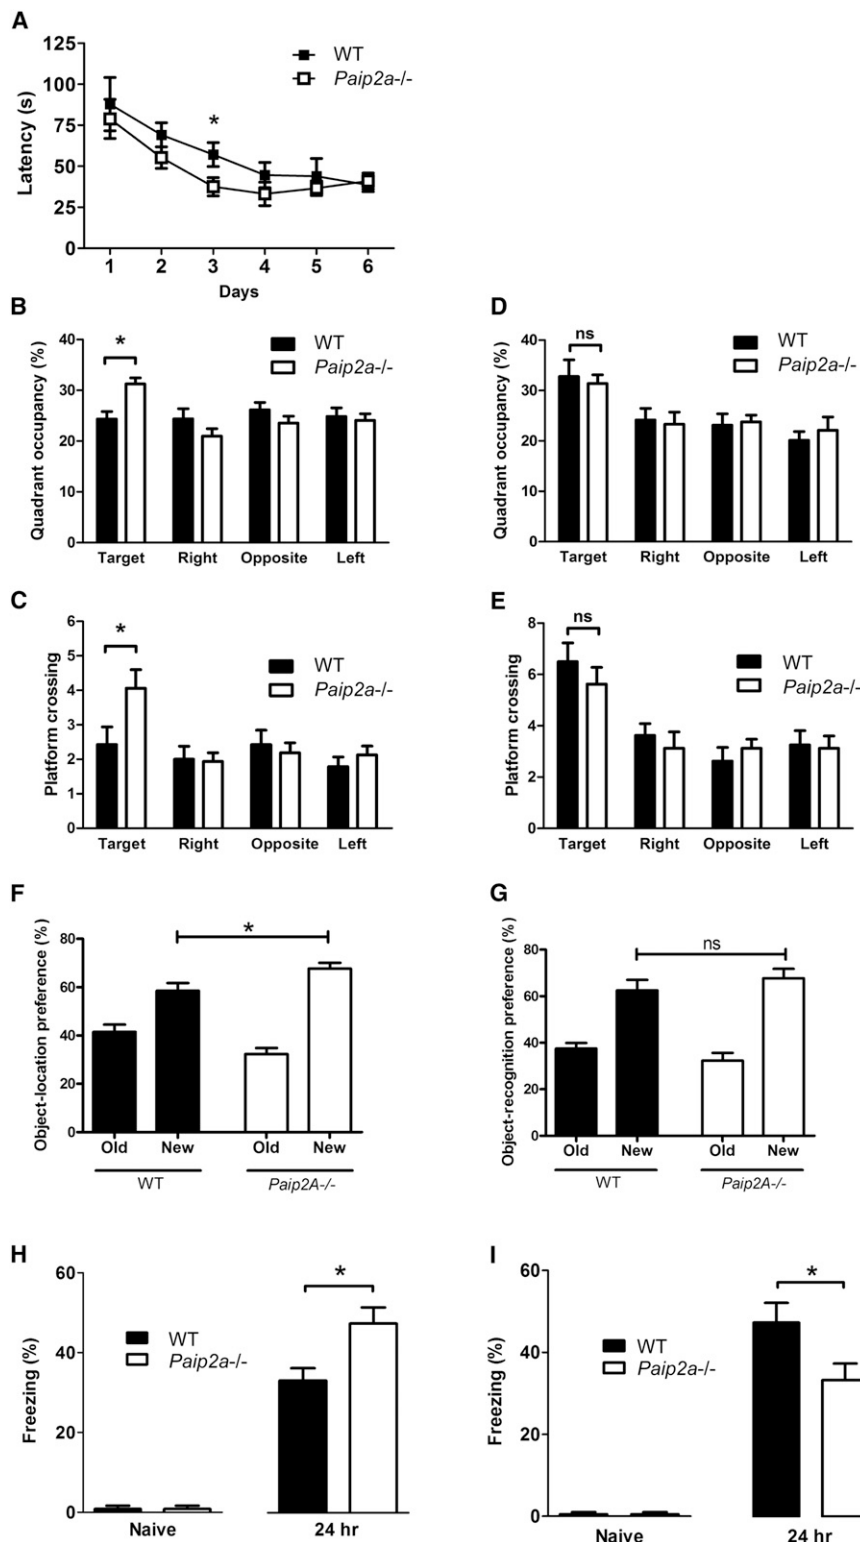 A
Latency (s)
125
100
75
50
25
0
*
WT
Paip2a-/-
1 2 3 4 5 6
Days
B
Quadrant occupancy (%)
40
30
20
10
0
*
WT
Paip2a-/-
Target Right Opposite Left
D
Quadrant occupancy (%)
40
30
20
10
0
ns
WT
Paip2a-/-
Target Right Opposite Left
C
Platform crossing
6
5
4
3
2
1
0
*
WT
Paip2a-/-
Target Right Opposite Left
E
Platform crossing
8
6
4
2
0
ns
WT
Paip2a-/-
Target Right Opposite Left
F
Object-location preference (%)
80
60
40
20
0
*
Old New Old New
WT Paip2A-/-
G
Object-recognition preference (%)
80
60
40
20
0
ns
Old New Old New
WT Paip2A-/-
H
Freezing (%)
60
40
20
0
*
WT
Paip2a-/-
Naive 24 hr
I
Freezing (%)
60
40
20
0
*
WT
Paip2a-/-
Naive 24 hr